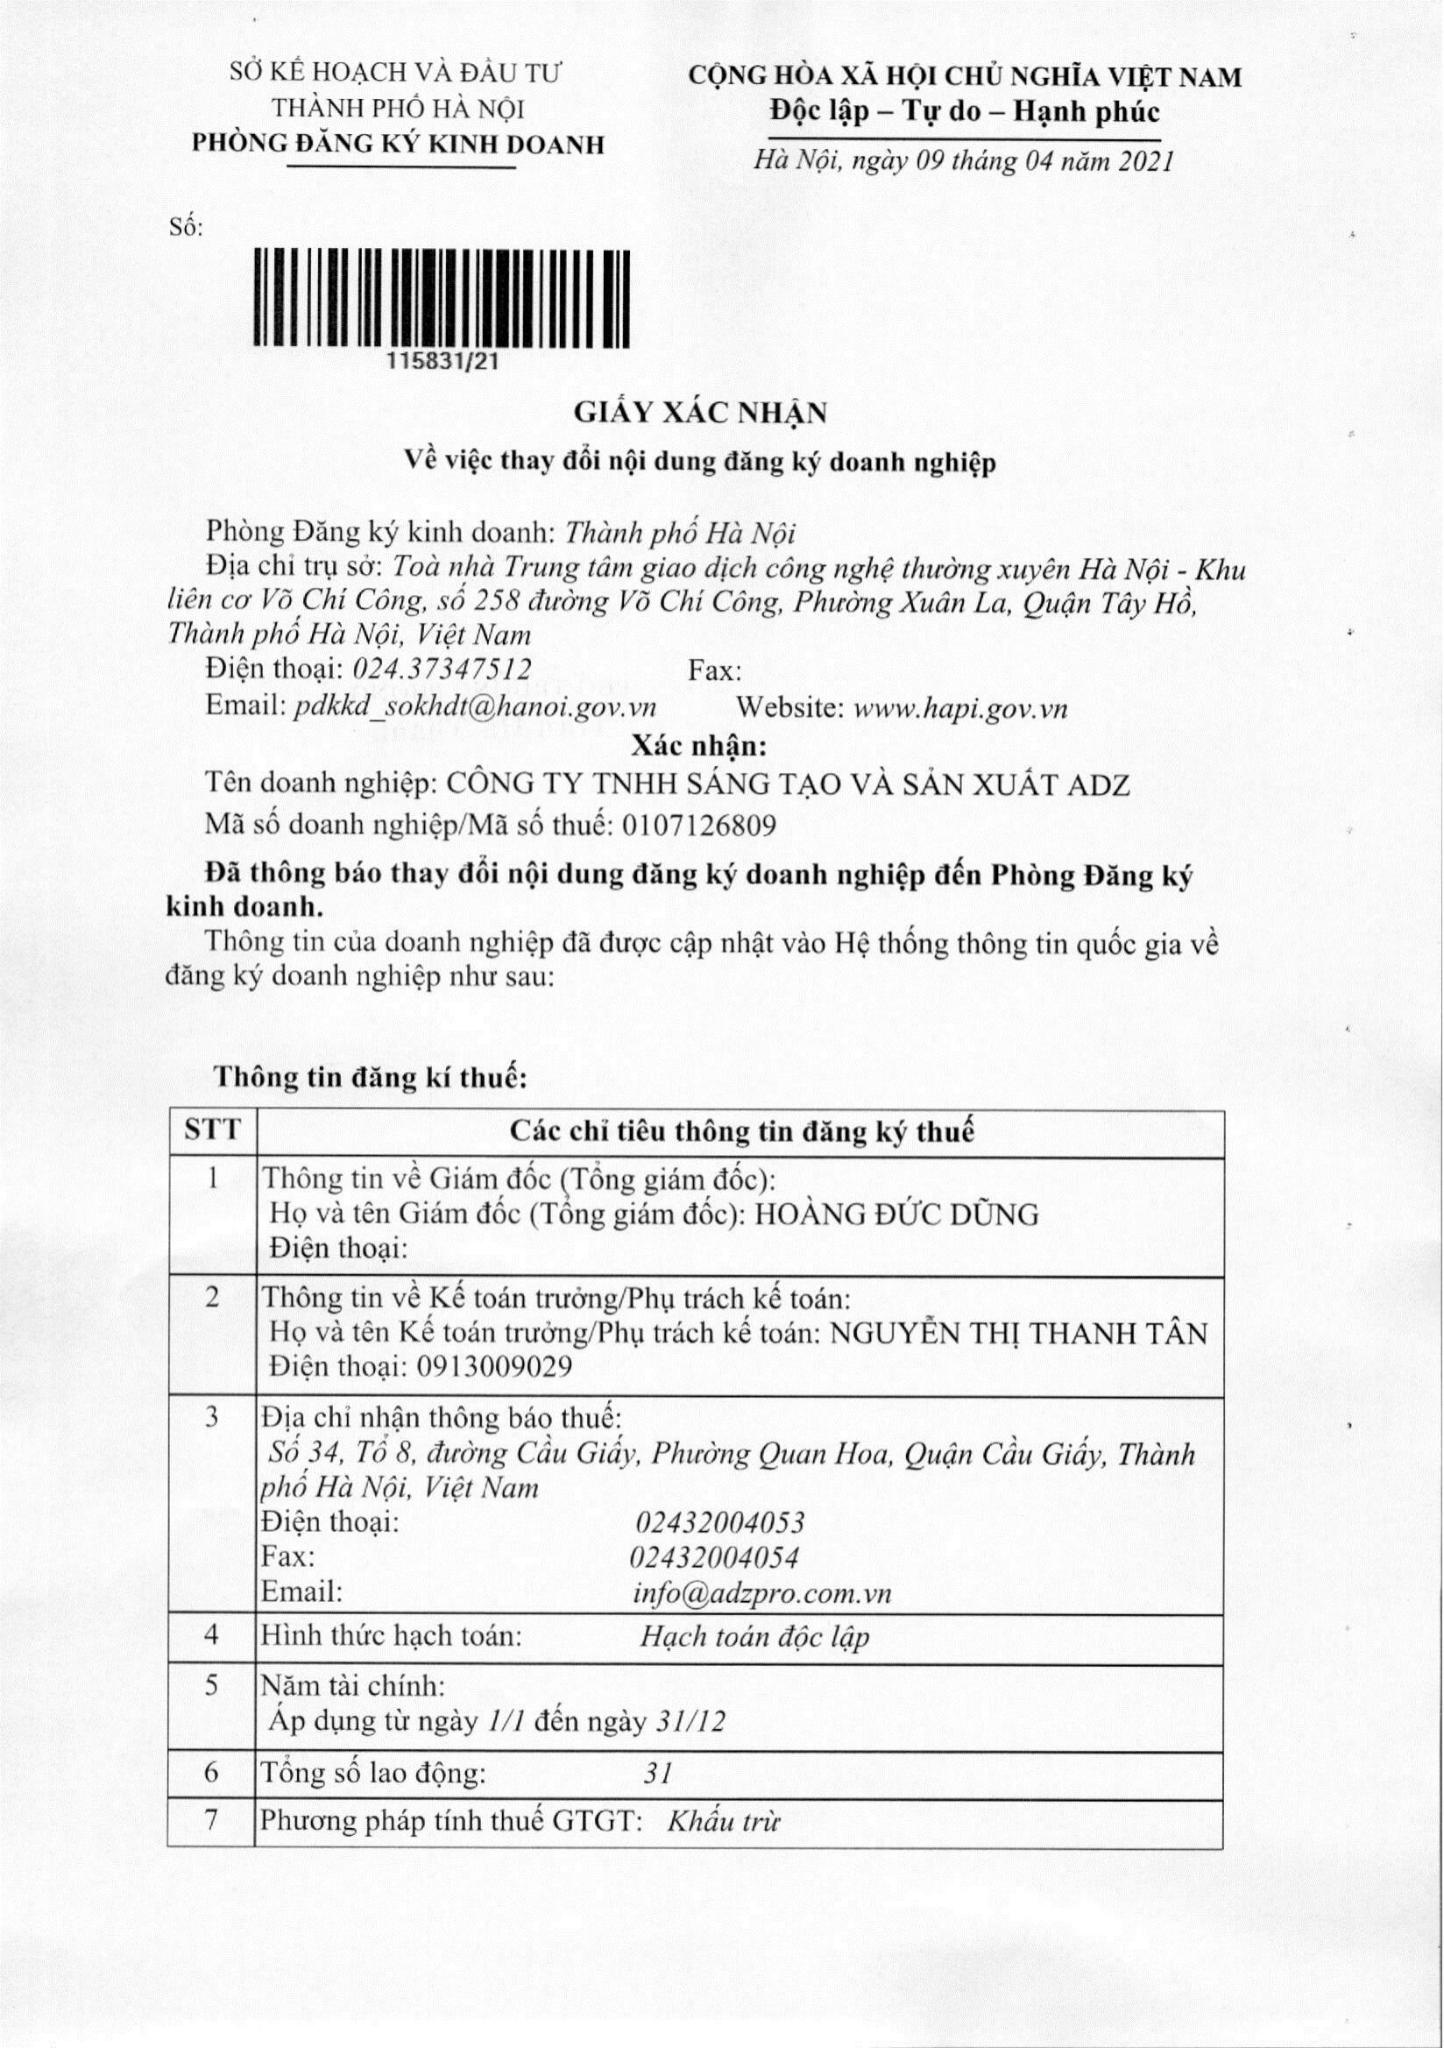 SỞ KẾ HOẠCH VÀ ĐẦU TƯ
THÀNH PHỐ HÀ NỘI
PHÒNG ĐĂNG KÝ KINH DOANH
CỘNG HÒA XÃ HỘI CHỦ NGHĨA VIỆT NAM
Độc lập – Tự do – Hạnh phúc
Hà Nội, ngày 09 tháng 04 năm 2021
Số:
115831/21
GIẤY XÁC NHẬN
Về việc thay đổi nội dung đăng ký doanh nghiệp
Phòng Đăng ký kinh doanh: Thành phố Hà Nội
Địa chỉ trụ sở: Toà nhà Trung tâm giao dịch công nghệ thường xuyên Hà Nội - Khu
liên cơ Võ Chí Công, số 258 đường Võ Chí Công, Phường Xuân La, Quận Tây Hồ,
Thành phố Hà Nội, Việt Nam
Điện thoại: 024.37347512 Fax:
Email: pdkkd_sokhdt@hanoi.gov.vn Website: www.hapi.gov.vn
Xác nhận:
Tên doanh nghiệp: CÔNG TY TNHH SÁNG TẠO VÀ SẢN XUẤT ADZ
Mã số doanh nghiệp/Mã số thuế: 0107126809
Đã thông báo thay đổi nội dung đăng ký doanh nghiệp đến Phòng Đăng ký
kinh doanh.
Thông tin của doanh nghiệp đã được cập nhật vào Hệ thống thông tin quốc gia về
đăng ký doanh nghiệp như sau:
Thông tin đăng kí thuế:
STT Các chỉ tiêu thông tin đăng ký thuế
1 Thông tin về Giám đốc (Tổng giám đốc):
Họ và tên Giám đốc (Tổng giám đốc): HOÀNG ĐỨC DŨNG
Điện thoại:
2 Thông tin về Kế toán trưởng/Phụ trách kế toán:
Họ và tên Kế toán trưởng/Phụ trách kế toán: NGUYỄN THỊ THANH TÂN
Điện thoại: 0913009029
3 Địa chỉ nhận thông báo thuế:
Số 34, Tổ 8, đường Cầu Giấy, Phường Quan Hoa, Quận Cầu Giấy, Thành
phố Hà Nội, Việt Nam
Điện thoại: 02432004053
Fax: 02432004054
Email: info@adzpro.com.vn
4 Hình thức hạch toán: Hạch toán độc lập
5 Năm tài chính:
Áp dụng từ ngày 1/1 đến ngày 31/12
6 Tổng số lao động: 31
7 Phương pháp tính thuế GTGT: Khấu trừ